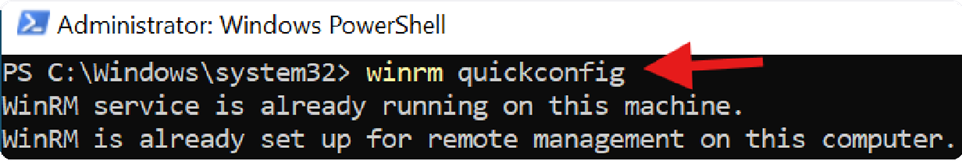 Administrator: Windows PowerShell
PS C:\Windows\system32> winrm quickconfig
WinRM service is already running on this machine.
WinRM is already set up for remote management on this computer.